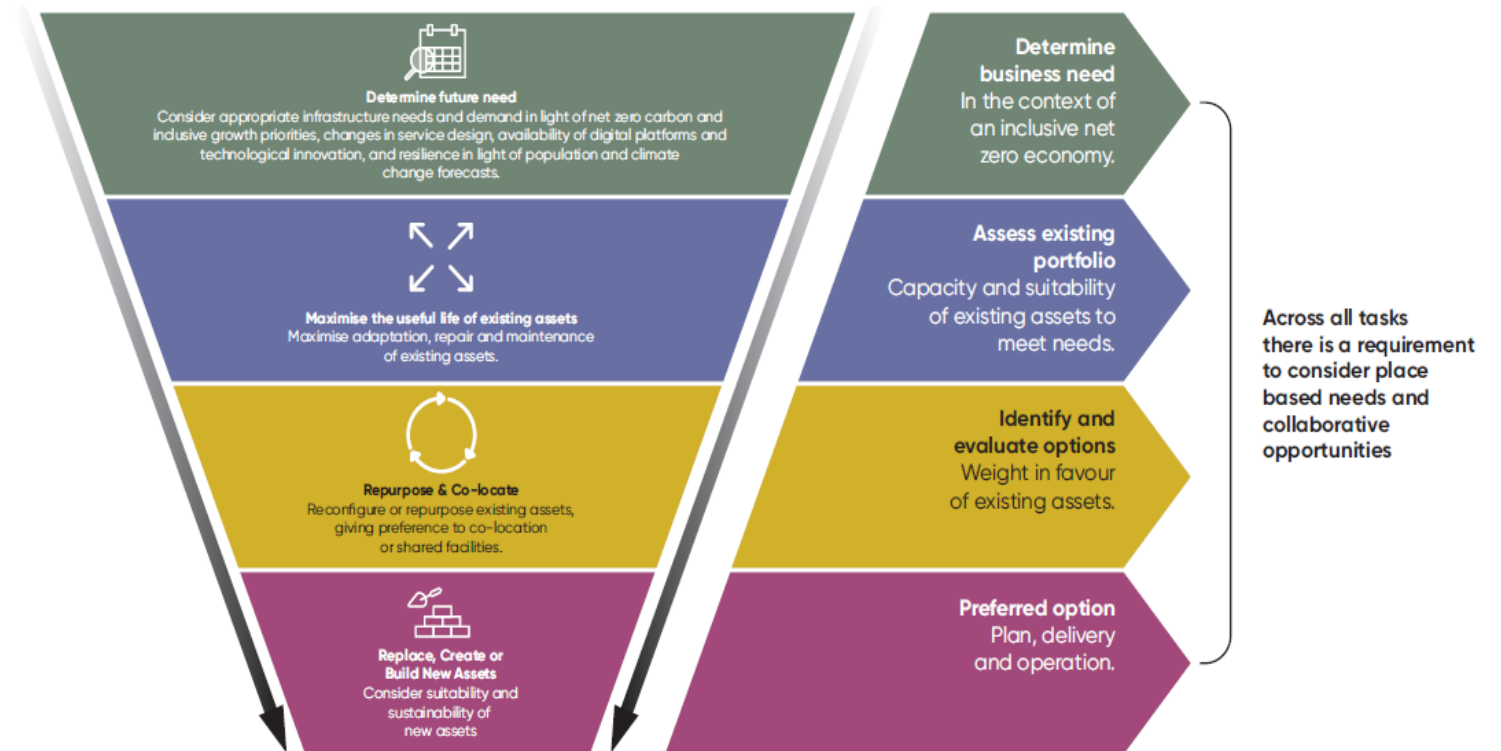 Determine future need
Consider appropriate infrastructure needs and demand in light of net zero carbon and
inclusive growth priorities, changes in service design, availability of digital platforms and
technological innovation, and resilience in light of population and climate
change forecasts.
Determine
business need
In the context of
an inclusive net
zero economy.
Maximise the useful life of existing assets
Maximise adaptation, repair and maintenance
of existing assets.
Assess existing
portfolio
Capacity and suitability
of existing assets to
meet needs.
Repurpose & Co-locate
Reconfigure or repurpose existing assets,
giving preference to co-location
or shared facilities.
Identify and
evaluate options
Weight in favour
of existing assets.
Replace, Create or
Build New Assets
Consider suitability and
sustainability of
new assets
Preferred option
Plan, delivery
and operation.
Across all tasks
there is a requirement
to consider place
based needs and
collaborative
opportunities